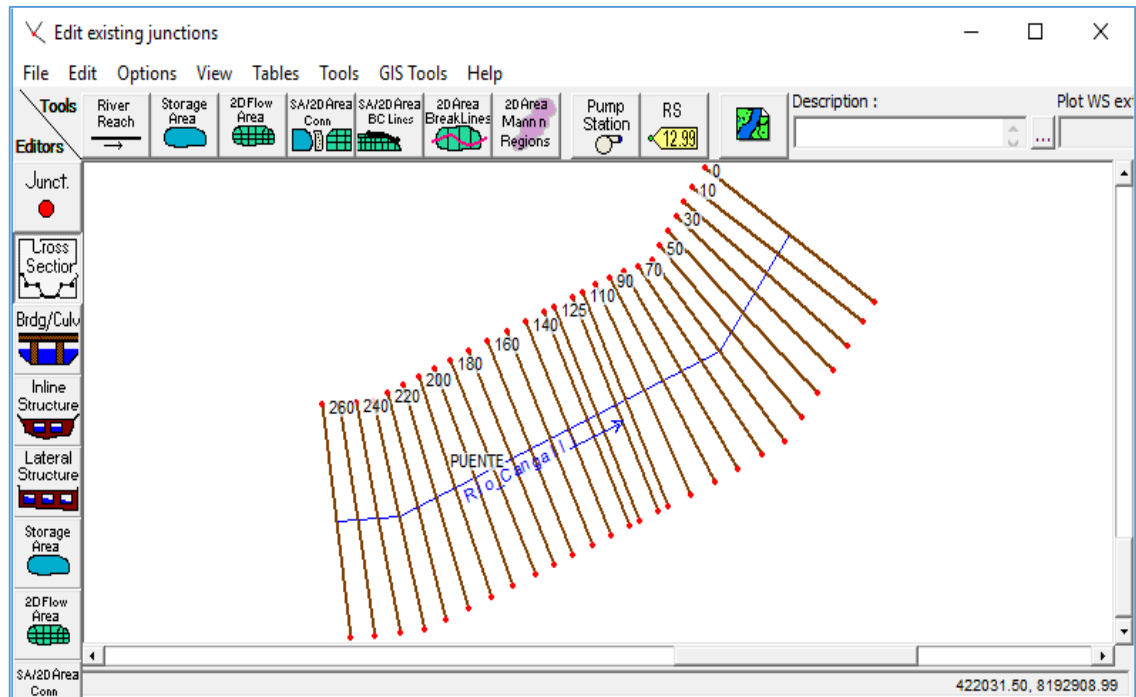 Edit existing junctions
File Edit Options View Tables Tools GIS Tools Help
Tools
Editors
River
Reach
Storage
Area
2D Flow
Area
SA/2D Area
Conn
SA/2D Area
BC Lines
2D Area
BreakLines
2D Area
Mann n
Regions
Pump
Station
RS
12.99
Description :
...
Plot WS ext
Junct.
Cross
Section
Brdg/Culv
Inline
Structure
Lateral
Structure
Storage
Area
2D Flow
Area
SA/2D Area
Conn
0
10
30
50
70
90
110
125
140
160
180
200
220
240
260
PUENTE
Rio_Cangall
422031.50, 8192908.99